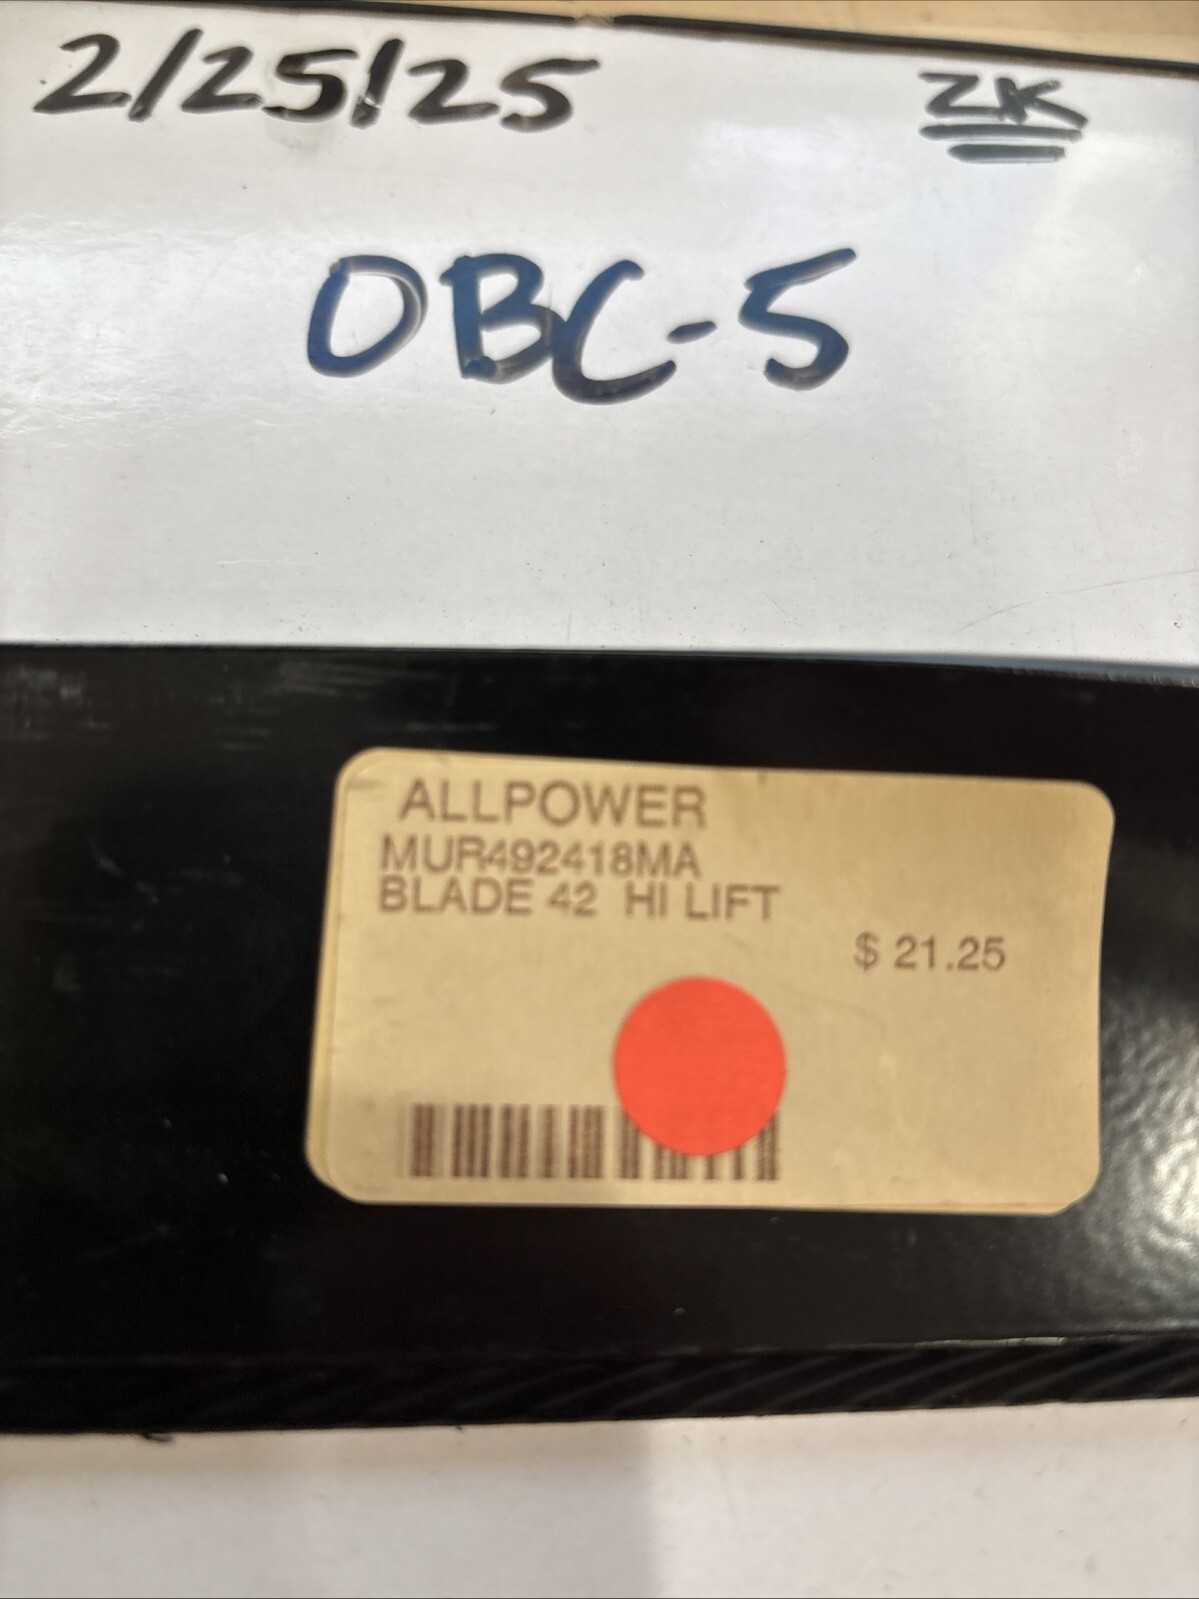 2/25/25
ZK
OBC-5
ALLPOWER
MUR492418MA
BLADE 42 HI LIFT
$ 21.25